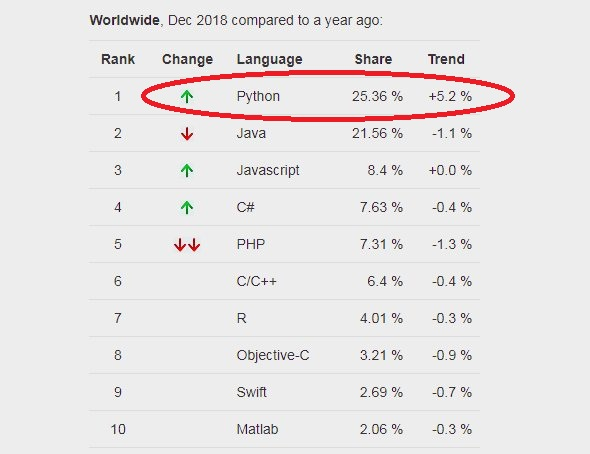 Worldwide, Dec 2018 compared to a year ago:
Rank Change Language Share Trend
1 ↑ Python 25.36 % +5.2 %
2 ↓ Java 21.56 % -1.1 %
3 ↑ Javascript 8.4 % +0.0 %
4 ↑ C# 7.63 % -0.4 %
5 ↓↓ PHP 7.31 % -1.3 %
6 C/C++ 6.4 % -0.4 %
7 R 4.01 % -0.3 %
8 Objective-C 3.21 % -0.9 %
9 Swift 2.69 % -0.7 %
10 Matlab 2.06 % -0.3 %